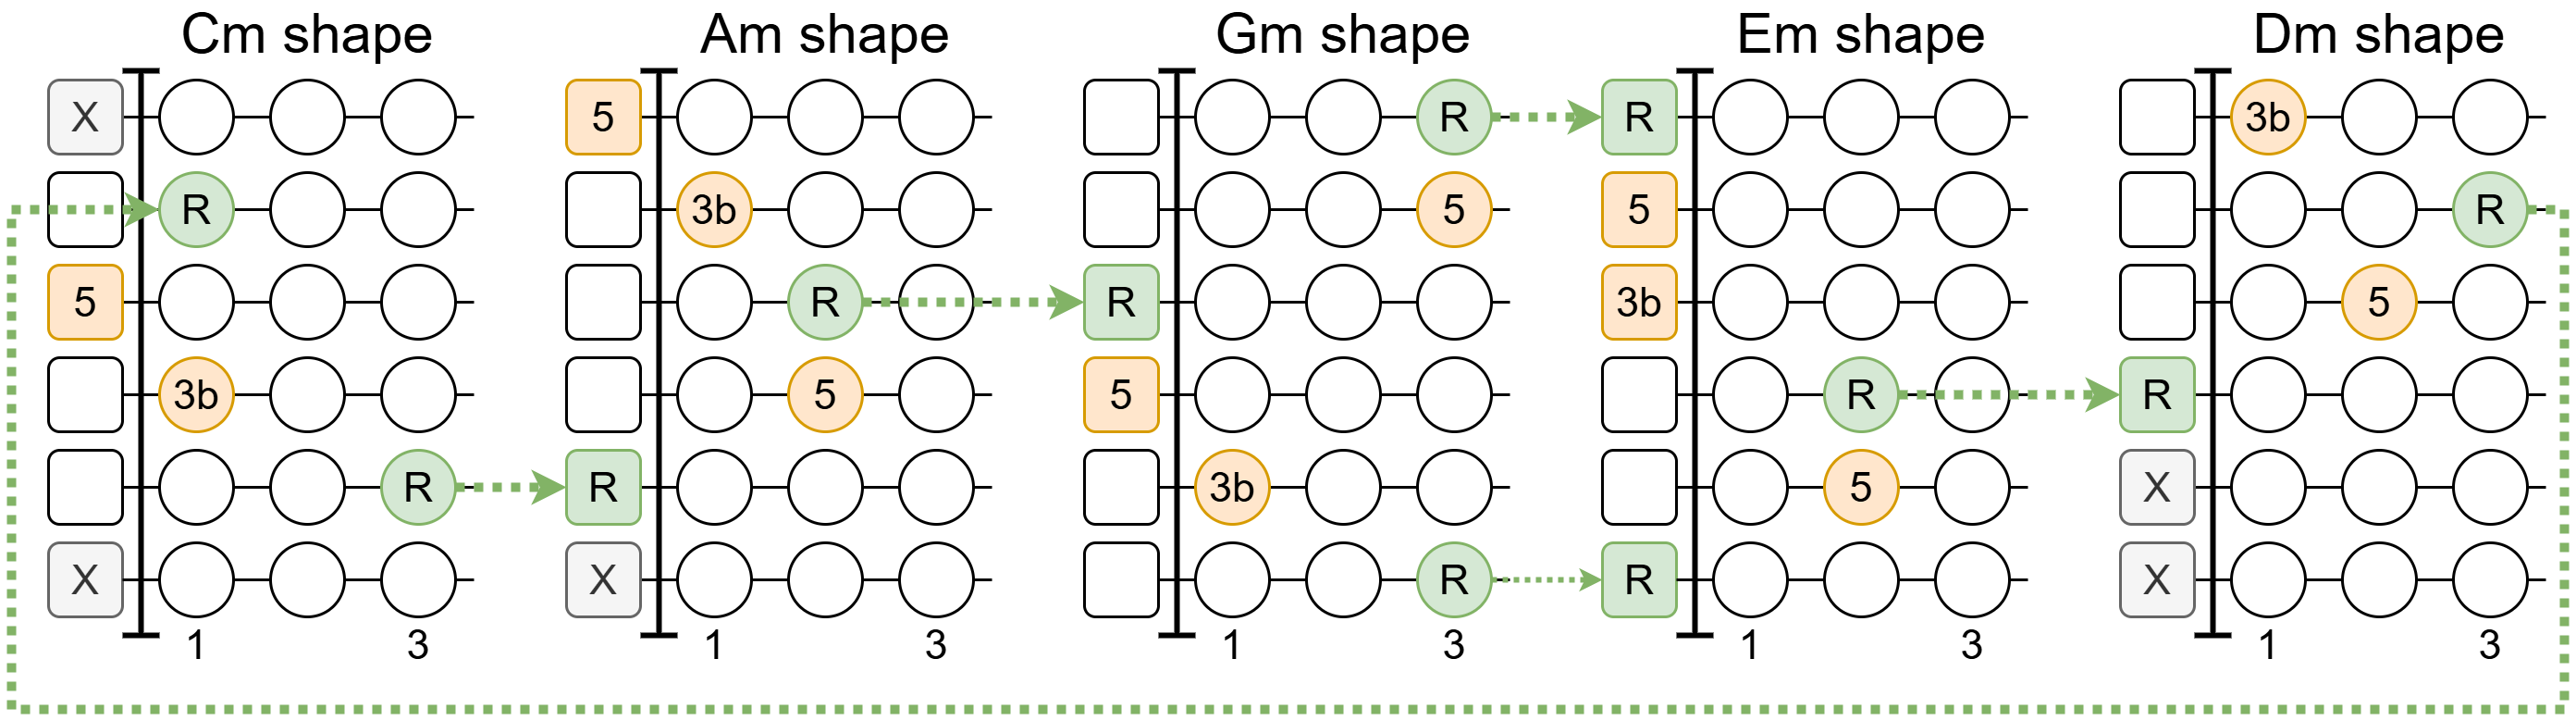 Cm shape Am shape Gm shape Em shape Dm shape
X 5 R R 3b
R 3b 5 5 R
5 R R 3b 5
3b 5 5 R R
R R 3b 5 X
X X R R X
1 3 1 3 1 3 1 3 1 3